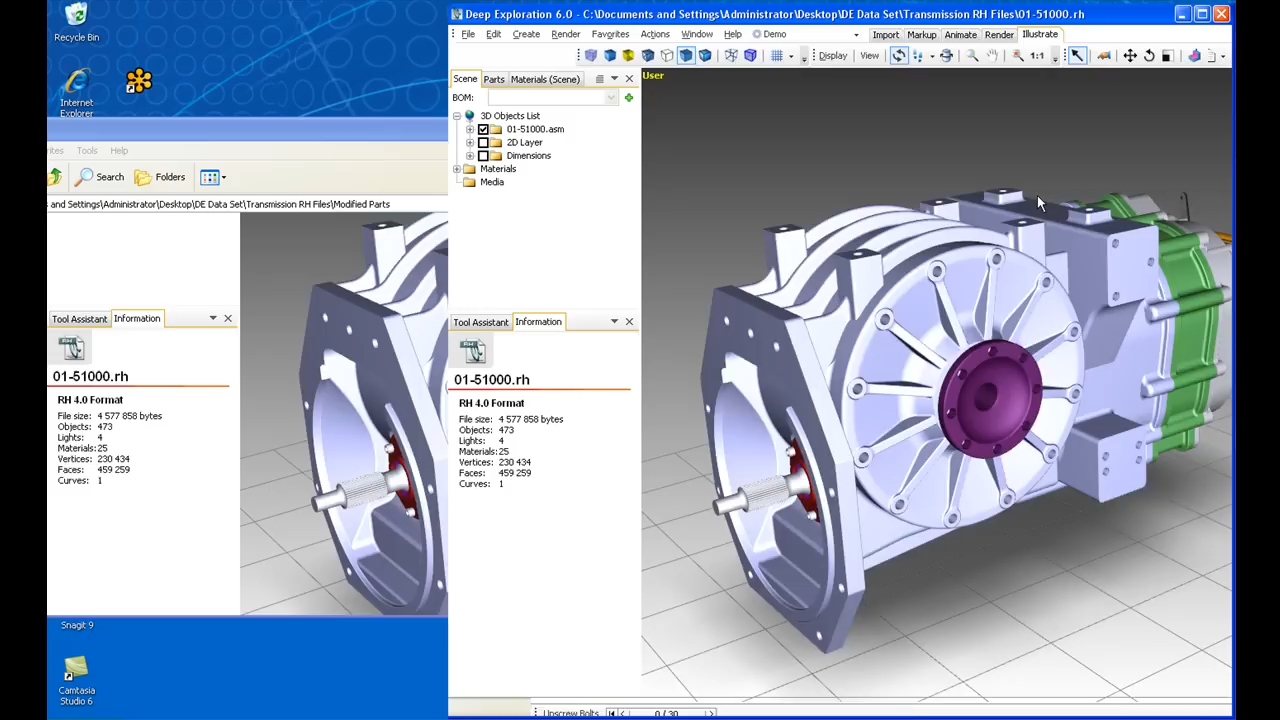 Recycle Bin
Internet
Explorer
Tools Help
Search Folders
and Settings\Administrator\Desktop\DE Data Set\Transmission RH Files\Modified Parts
Tool Assistant Information
01-51000.rh
RH 4.0 Format
File size: 4 577 858 bytes
Objects: 473
Lights: 4
Materials: 25
Vertices: 230 434
Faces: 459 259
Curves: 1
Snagit 9
Camtasia
Studio 6
Deep Exploration 6.0 - C:\Documents and Settings\Administrator\Desktop\DE Data Set\Transmission RH Files\01-51000.rh
File Edit Create Render Favorites Actions Window Help Demo Import Markup Animate Render Illustrate
Display View 1:1
Scene Parts Materials (Scene)
BOM:
3D Objects List
01-51000.asm
2D Layer
Dimensions
Materials
Media
User
Tool Assistant Information
01-51000.rh
RH 4.0 Format
File size: 4 577 858 bytes
Objects: 473
Lights: 4
Materials: 25
Vertices: 230 434
Faces: 459 259
Curves: 1
Unscrew Bolts 0 / 30